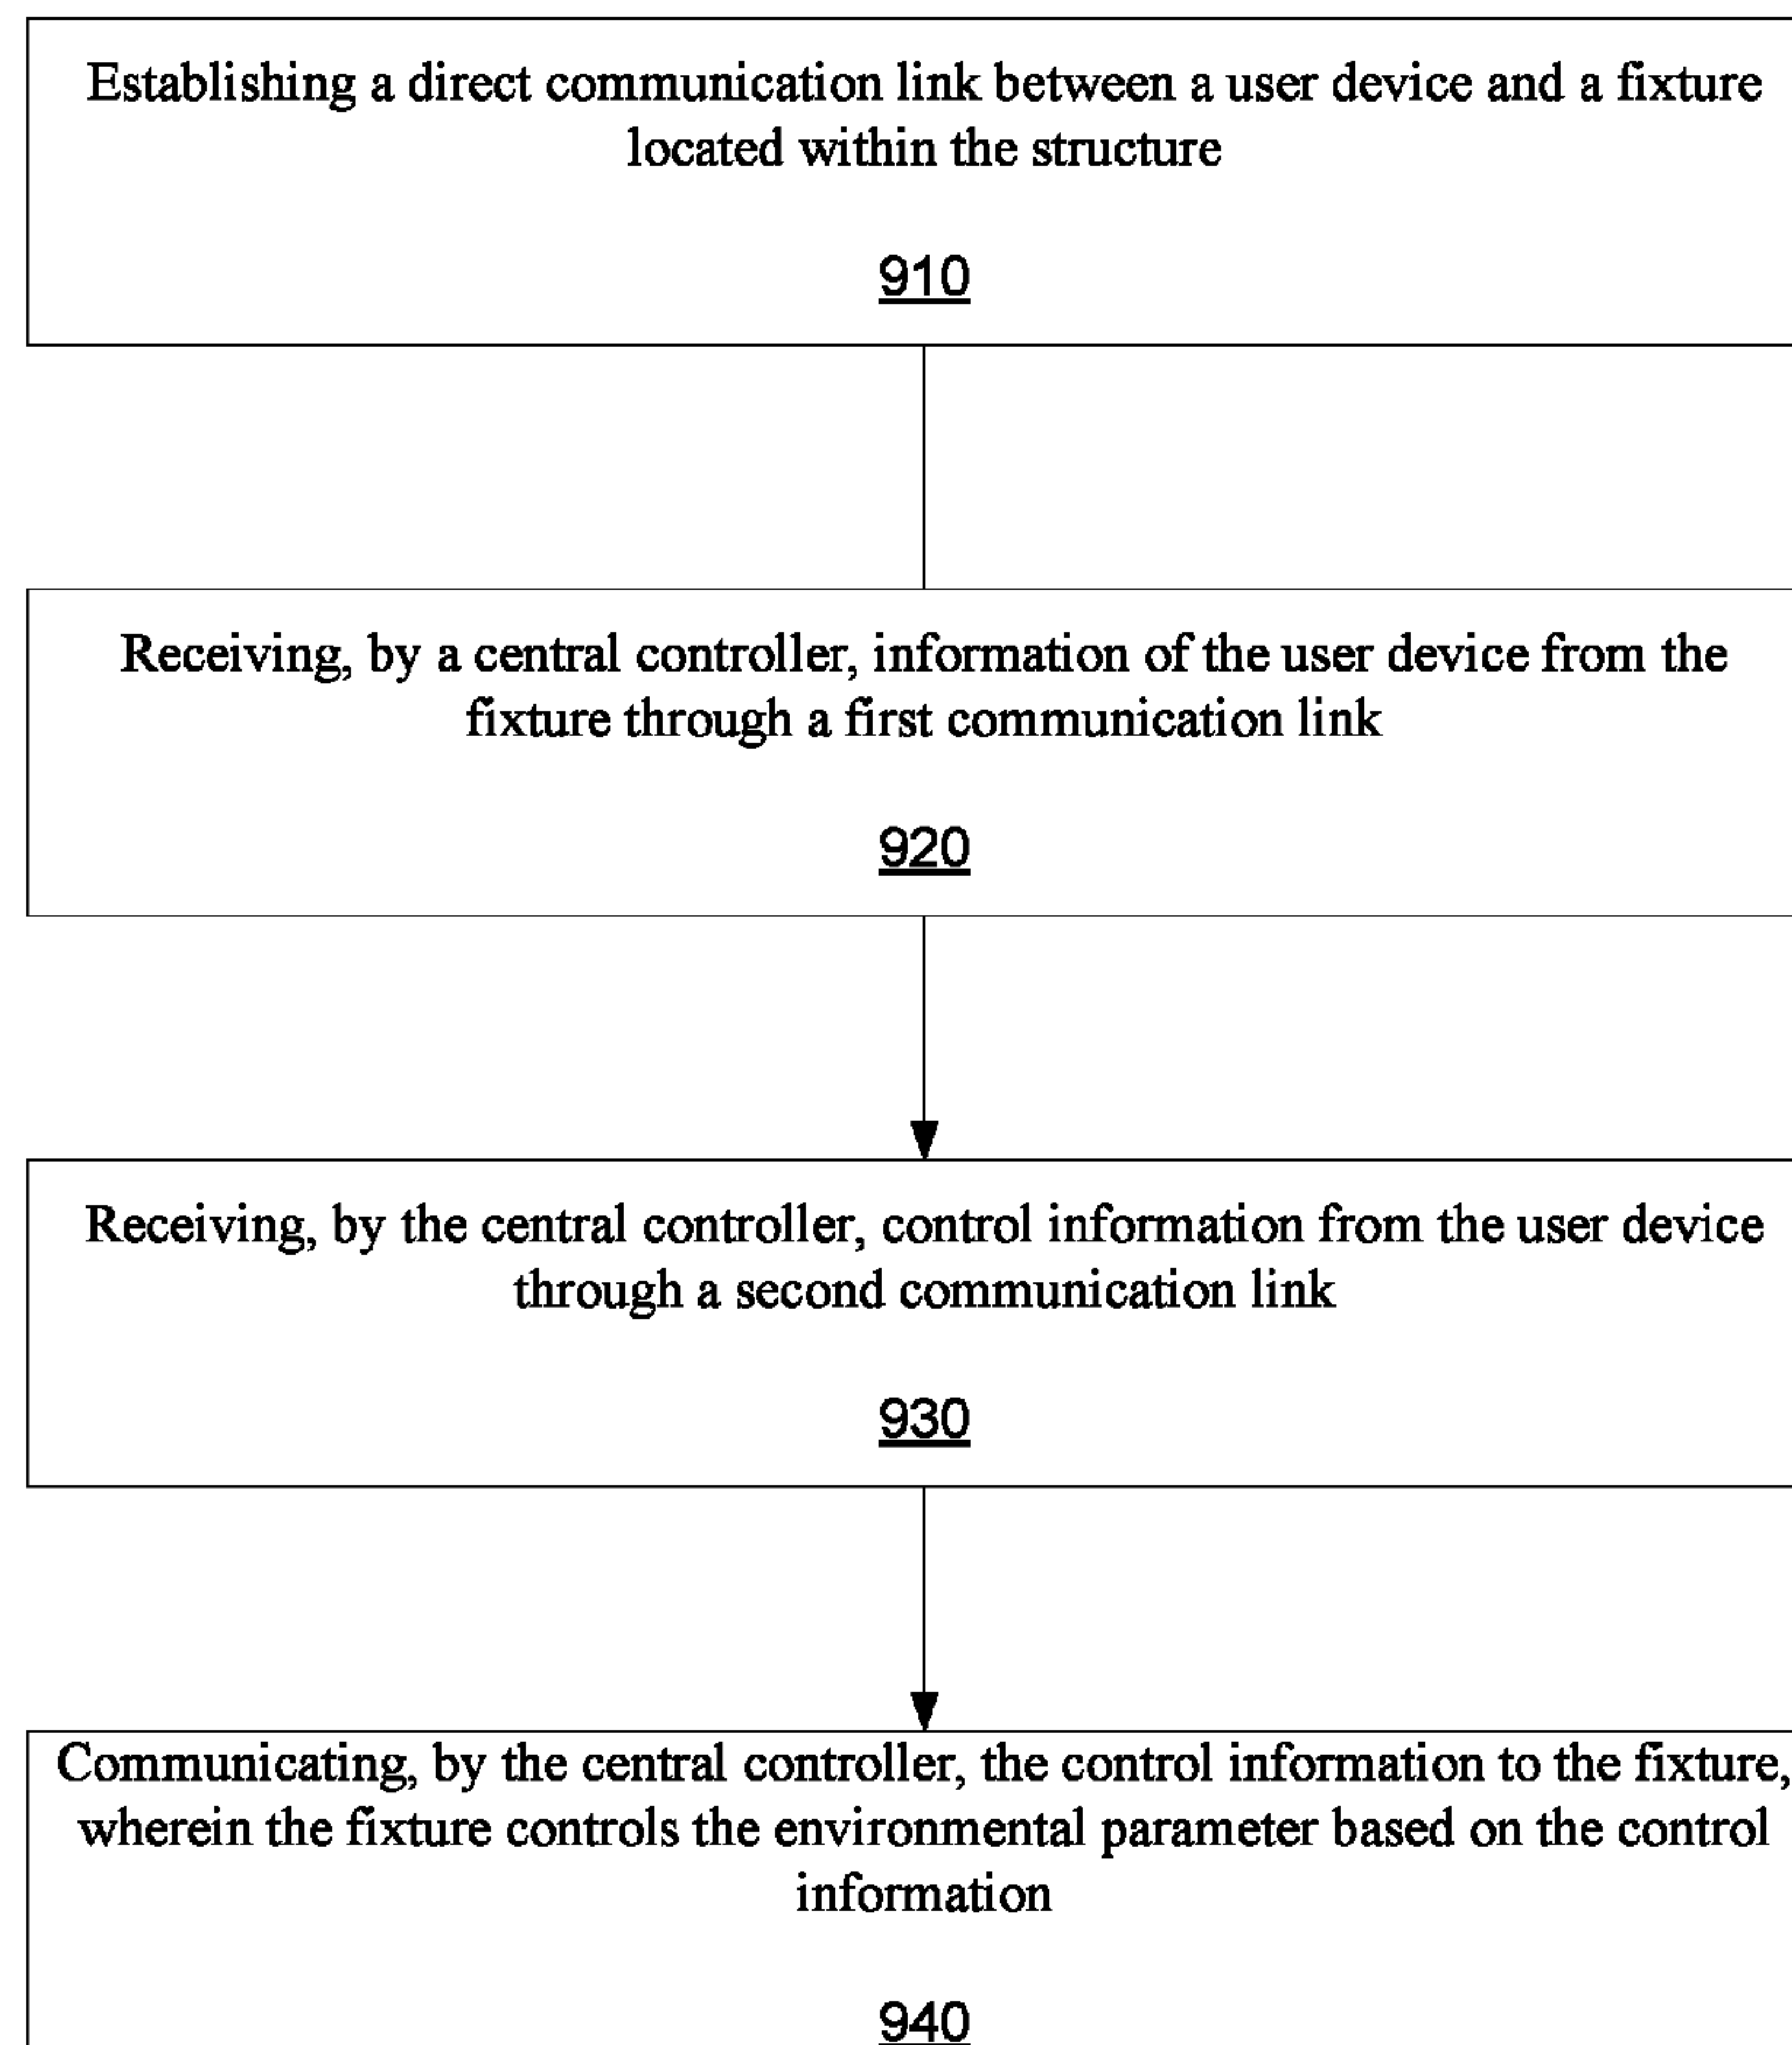 Establishing a direct communication link between a user device and a fixture
located within the structure
910
Receiving, by a central controller, information of the user device from the
fixture through a first communication link
920
Receiving, by the central controller, control information from the user device
through a second communication link
930
Communicating, by the central controller, the control information to the fixture,
wherein the fixture controls the environmental parameter based on the control
information
940